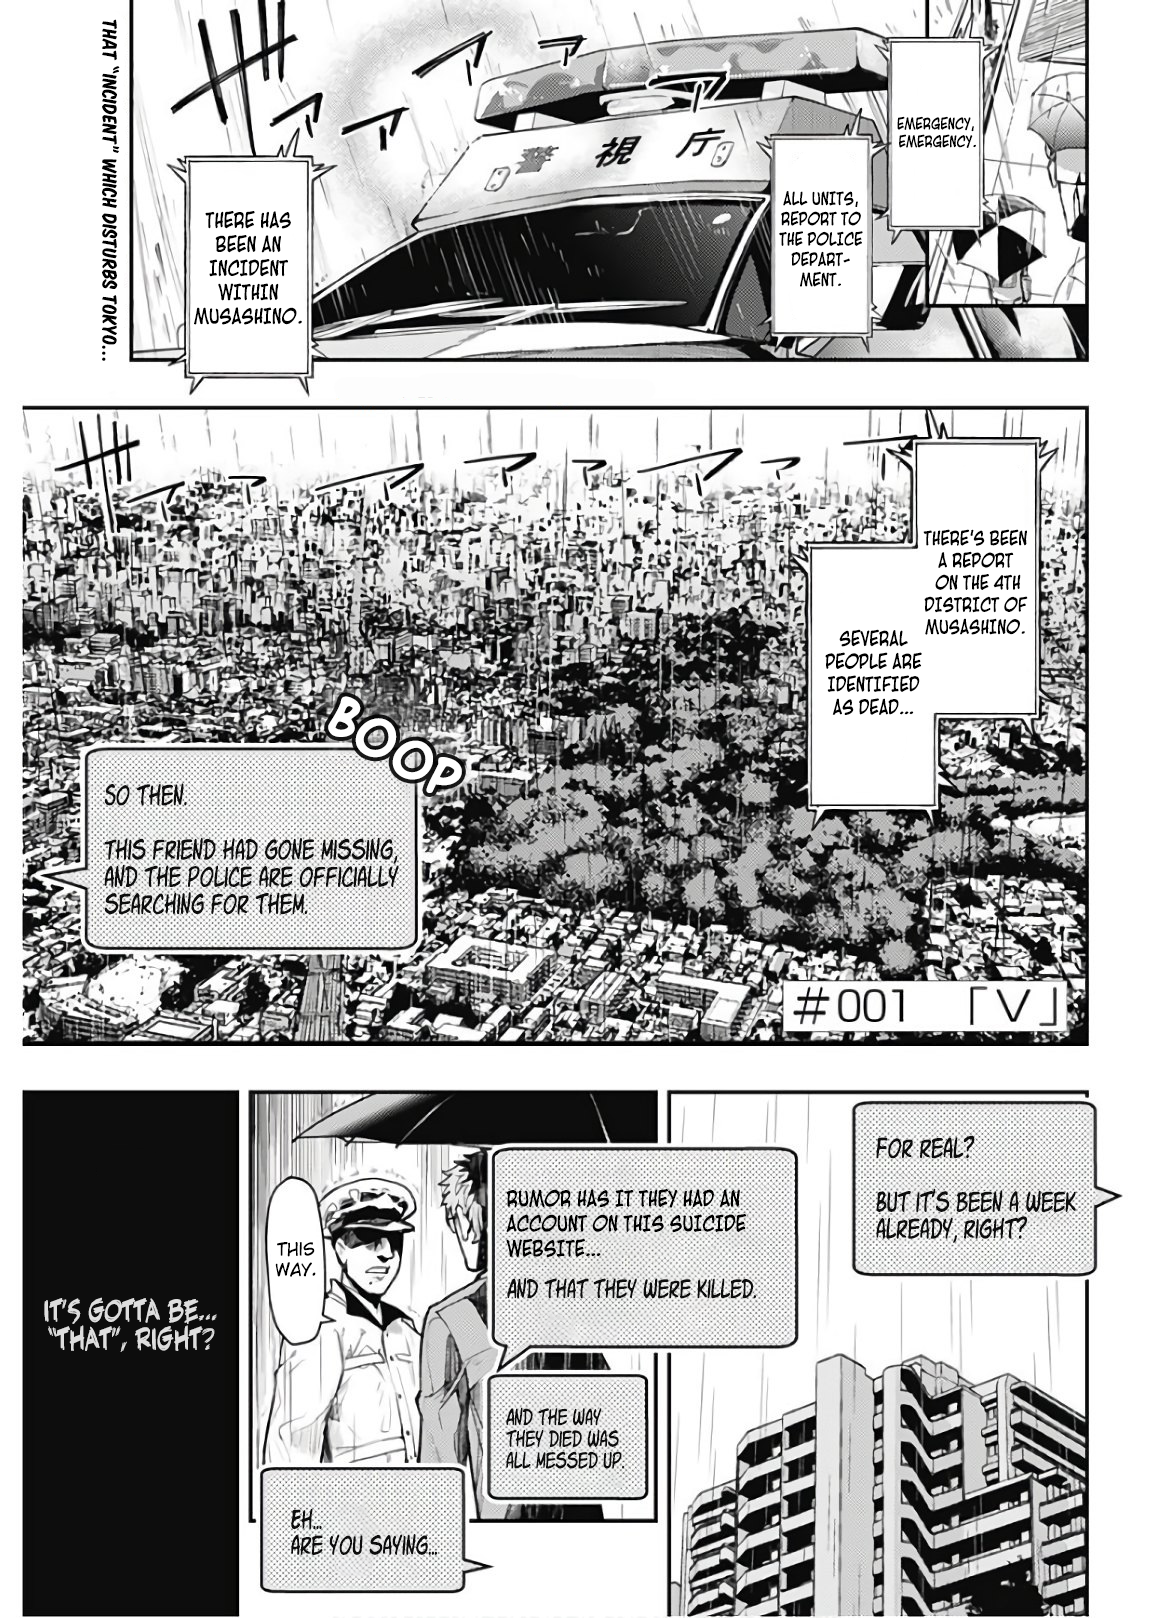 EMERGENCY,
EMERGENCY.
ALL UNITS,
REPORT TO
THE POLICE
DEPART-
MENT.
警視庁
THERE HAS
BEEN AN
INCIDENT
WITHIN
MUSASHINO.
THAT "INCIDENT" WHICH DISTURBS TOKYO...
THERE'S BEEN
A REPORT
ON THE 4TH
DISTRICT OF
MUSASHINO.
SEVERAL
PEOPLE ARE
IDENTIFIED
AS DEAD...
BOOP
SO THEN.
THIS FRIEND HAD GONE MISSING,
AND THE POLICE ARE OFFICIALLY
SEARCHING FOR THEM.
#001 「V」
FOR REAL?
BUT IT'S BEEN A WEEK
ALREADY, RIGHT?
RUMOR HAS IT THEY HAD AN
ACCOUNT ON THIS SUICIDE
WEBSITE...
AND THAT THEY WERE KILLED.
THIS
WAY.
AND THE WAY
THEY DIED WAS
ALL MESSED UP.
EH...
ARE YOU SAYING...
IT'S GOTTA BE...
"THAT", RIGHT?